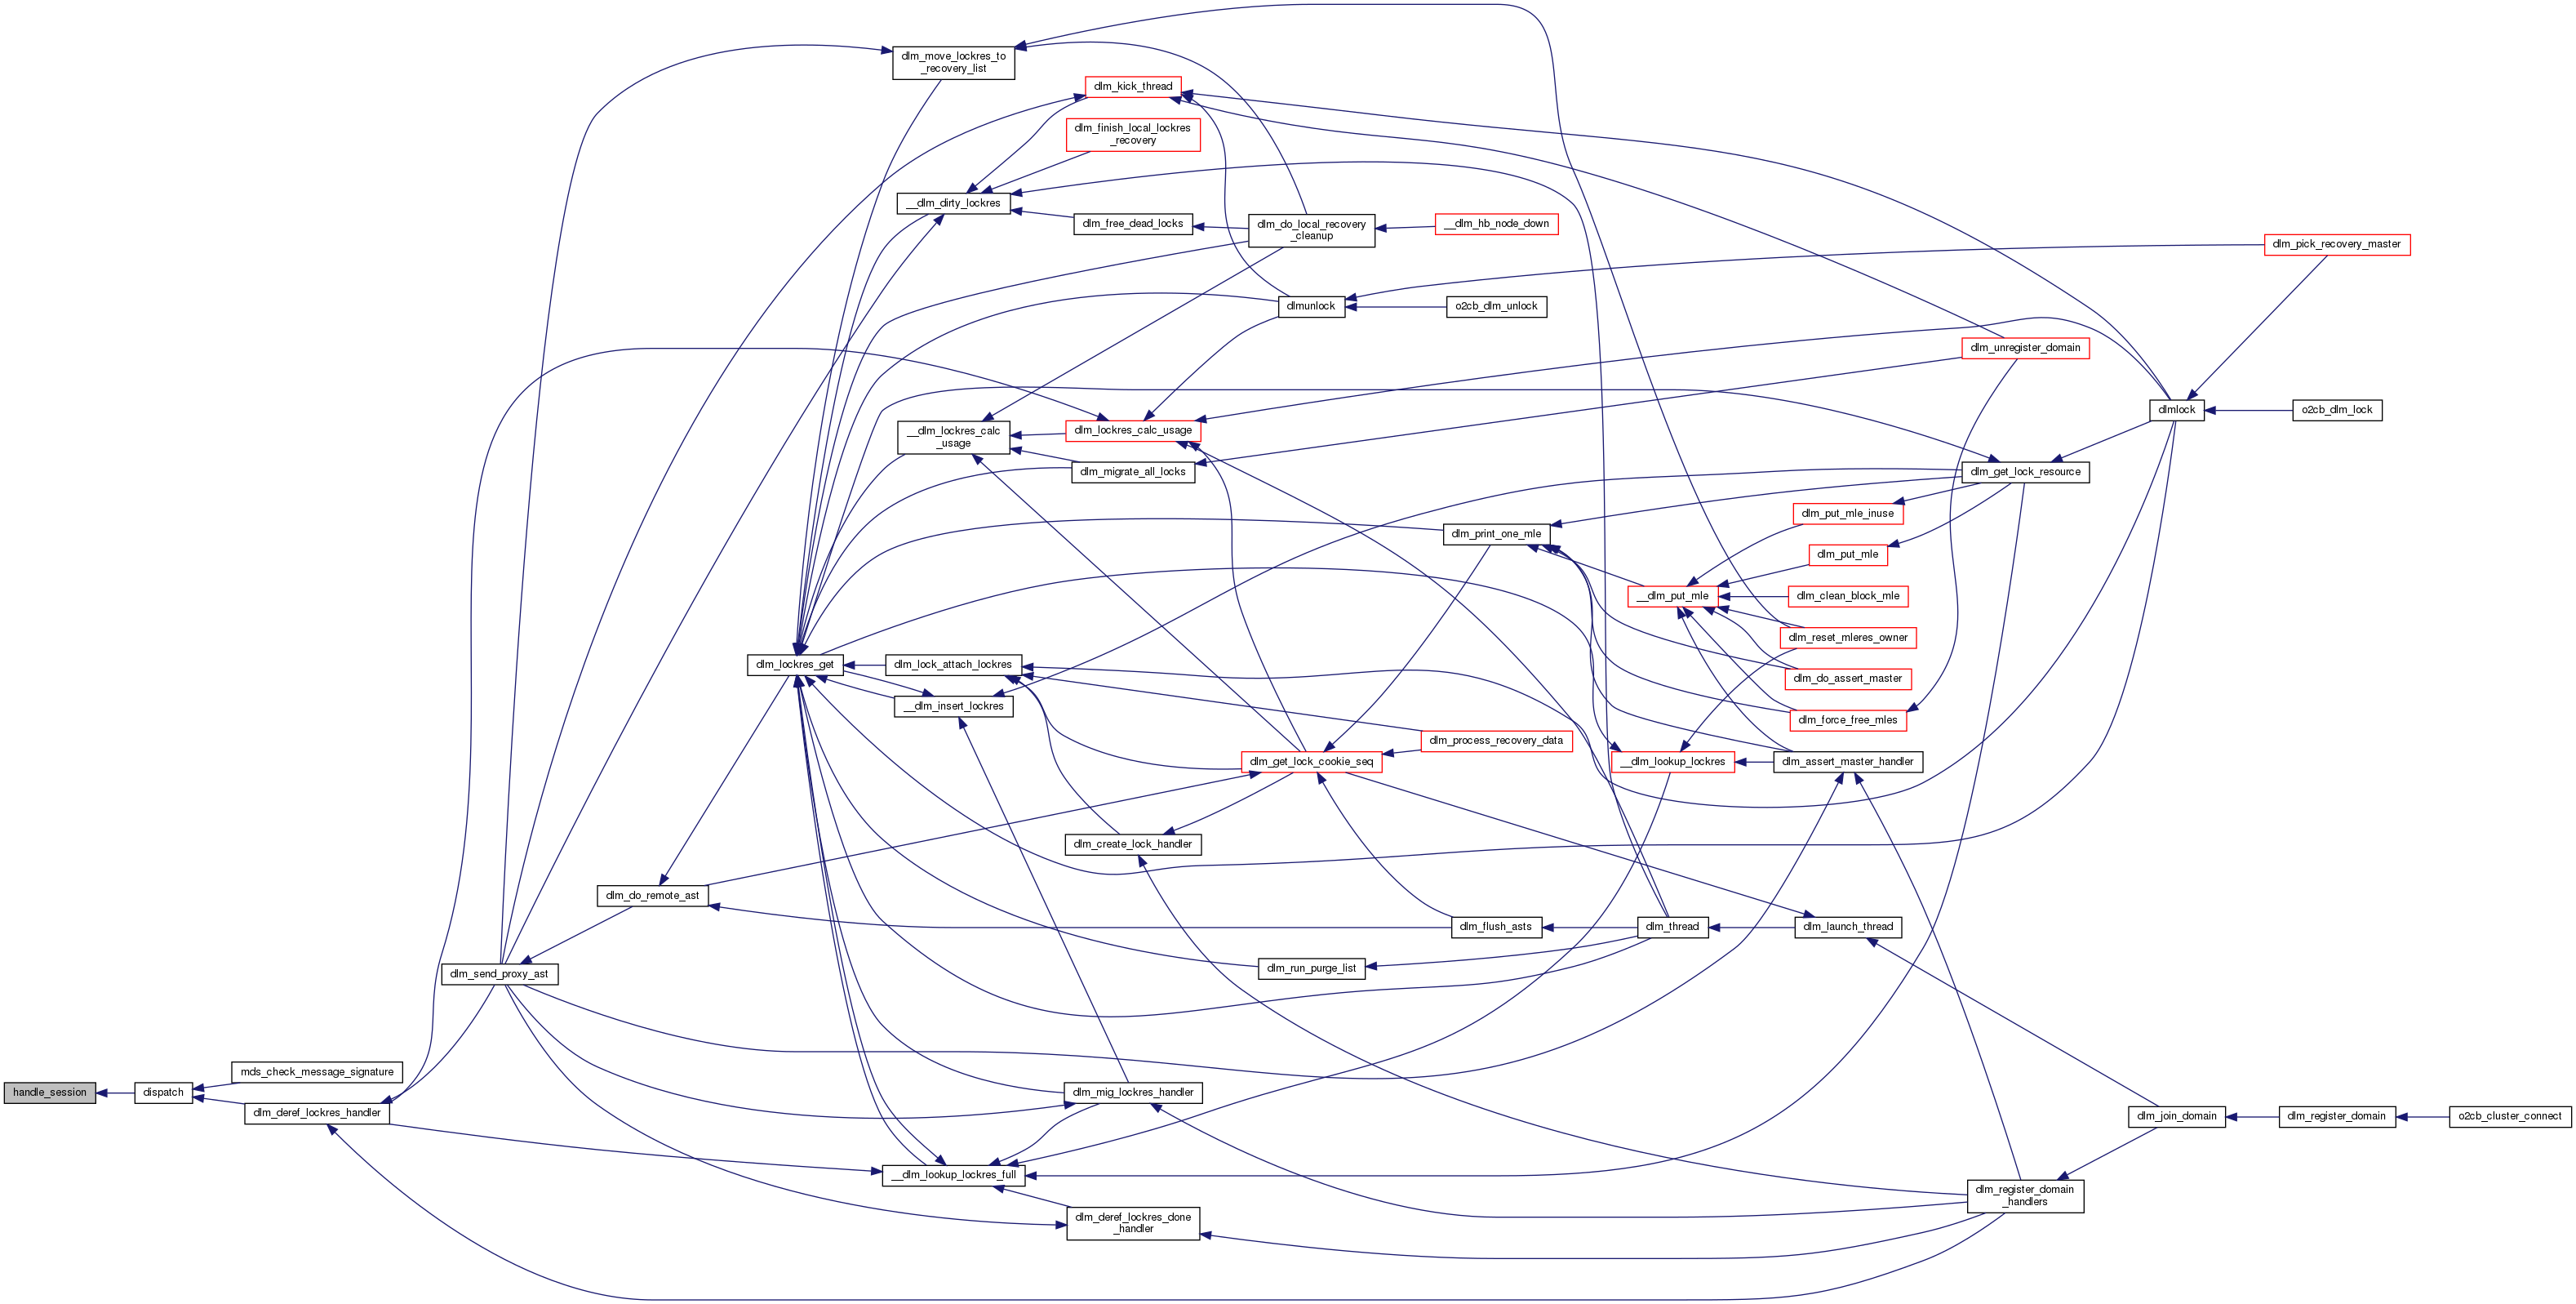 dlm_move_lockres_to
_recovery_list
dlm_kick_thread
dlm_finish_local_lockres
_recovery
__dlm_dirty_lockres
dlm_free_dead_locks
dlm_do_local_recovery
_cleanup
__dlm_hb_node_down
dlm_pick_recovery_master
dlmunlock
o2cb_dlm_unlock
dlm_unregister_domain
__dlm_lockres_calc
_usage
dlm_lockres_calc_usage
dlm_migrate_all_locks
dlmlock
o2cb_dlm_lock
dlm_get_lock_resource
dlm_put_mle_inuse
dlm_print_one_mle
dlm_put_mle
__dlm_put_mle
dlm_clean_block_mle
dlm_reset_mleres_owner
dlm_lockres_get
dlm_lock_attach_lockres
dlm_do_assert_master
__dlm_insert_lockres
dlm_force_free_mles
dlm_process_recovery_data
dlm_get_lock_cookie_seq
__dlm_lookup_lockres
dlm_assert_master_handler
dlm_create_lock_handler
dlm_do_remote_ast
dlm_flush_asts
dlm_thread
dlm_launch_thread
dlm_send_proxy_ast
dlm_run_purge_list
mds_check_message_signature
handle_session
dispatch
dlm_deref_lockres_handler
dlm_mig_lockres_handler
dlm_join_domain
dlm_register_domain
o2cb_cluster_connect
__dlm_lookup_lockres_full
dlm_register_domain
_handlers
dlm_deref_lockres_done
_handler